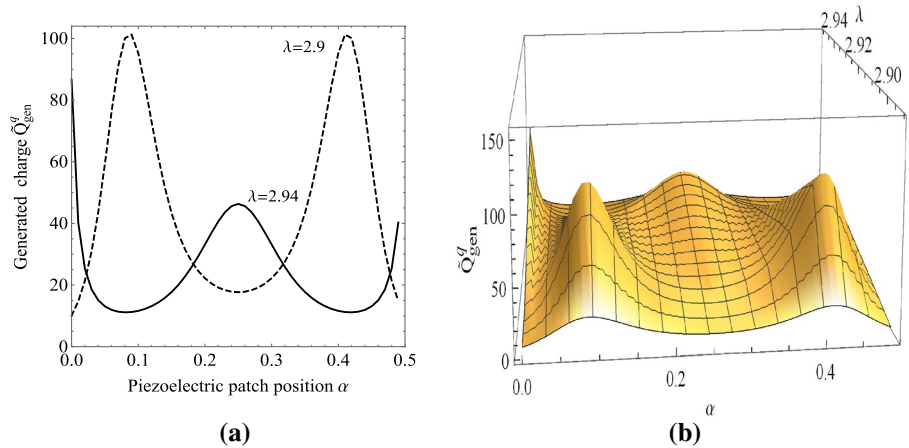 100
80
60
40
20
0
0.0 0.1 0.2 0.3 0.4 0.5
Generated charge Q̃ᵍgen
Piezoelectric patch position α
λ=2.9
λ=2.94
(a)
2.94 λ
2.92
2.90
150
100
50
0
Q̃ᑫgen
0.0 0.2 0.4
α
(b)